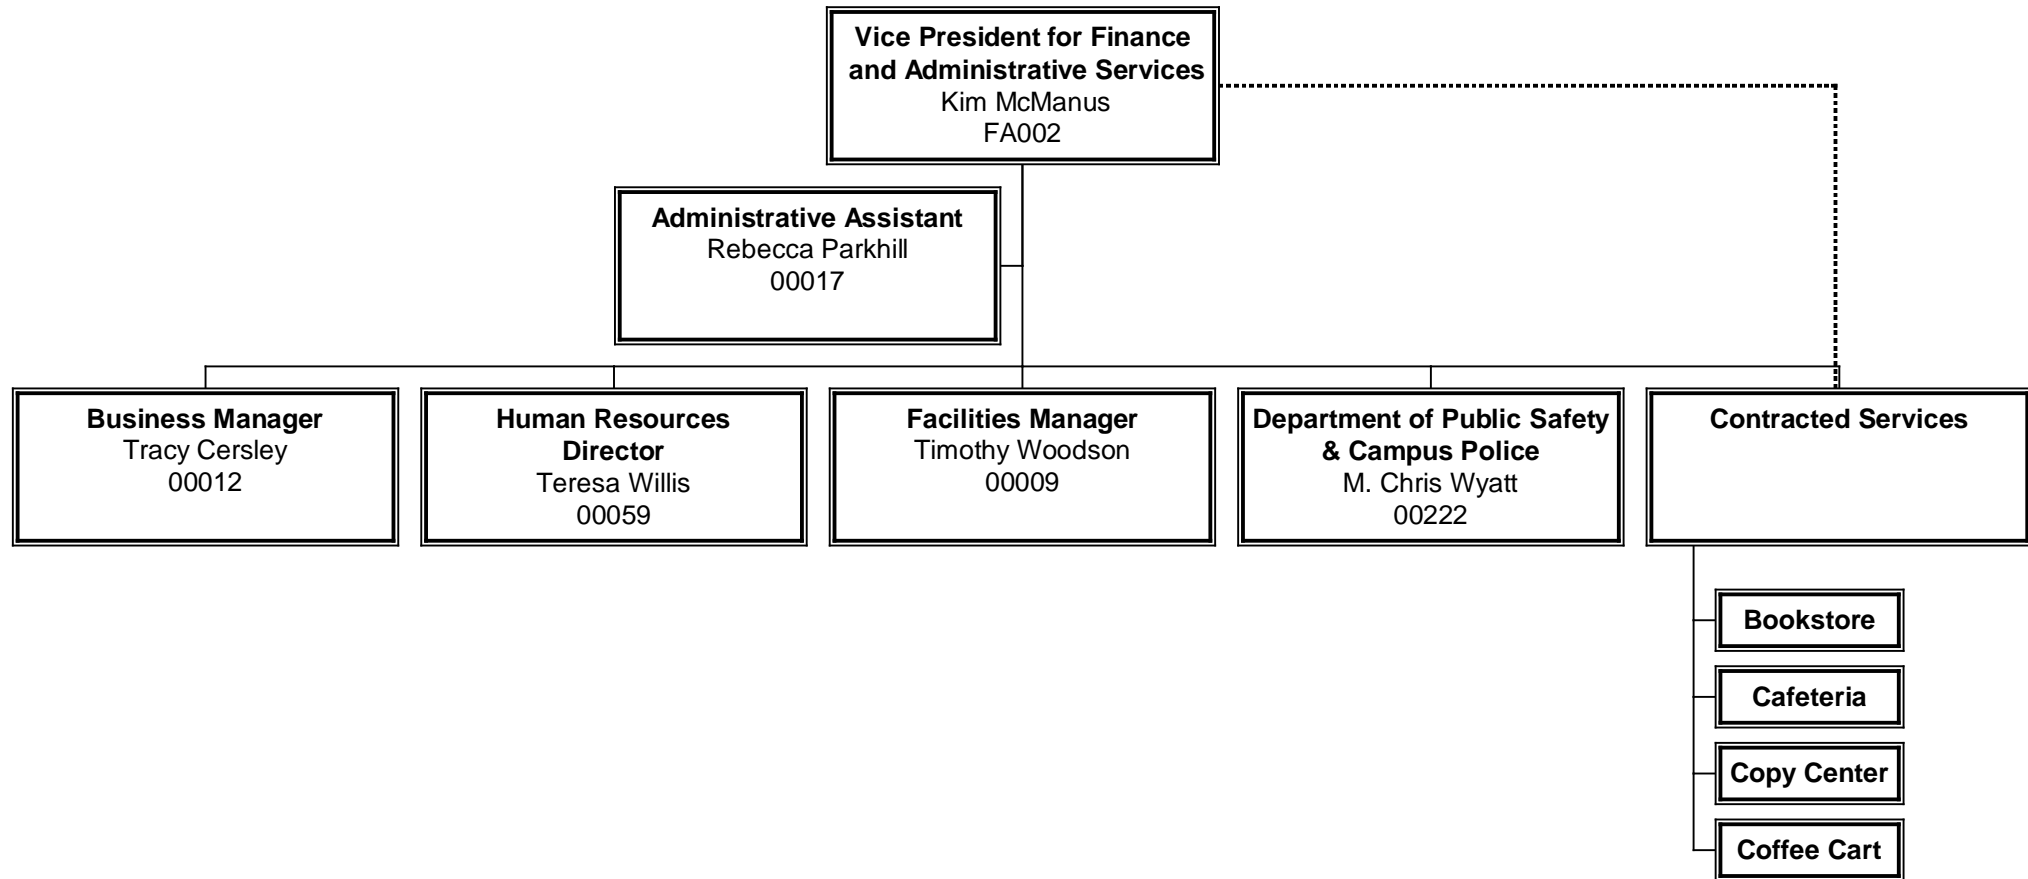 Vice President for Finance
and Administrative Services
Kim McManus
FA002
Administrative Assistant
Rebecca Parkhill
00017
Business Manager
Tracy Cersley
00012
Human Resources
Director
Teresa Willis
00059
Facilities Manager
Timothy Woodson
00009
Department of Public Safety
& Campus Police
M. Chris Wyatt
00222
Contracted Services
Bookstore
Cafeteria
Copy Center
Coffee Cart